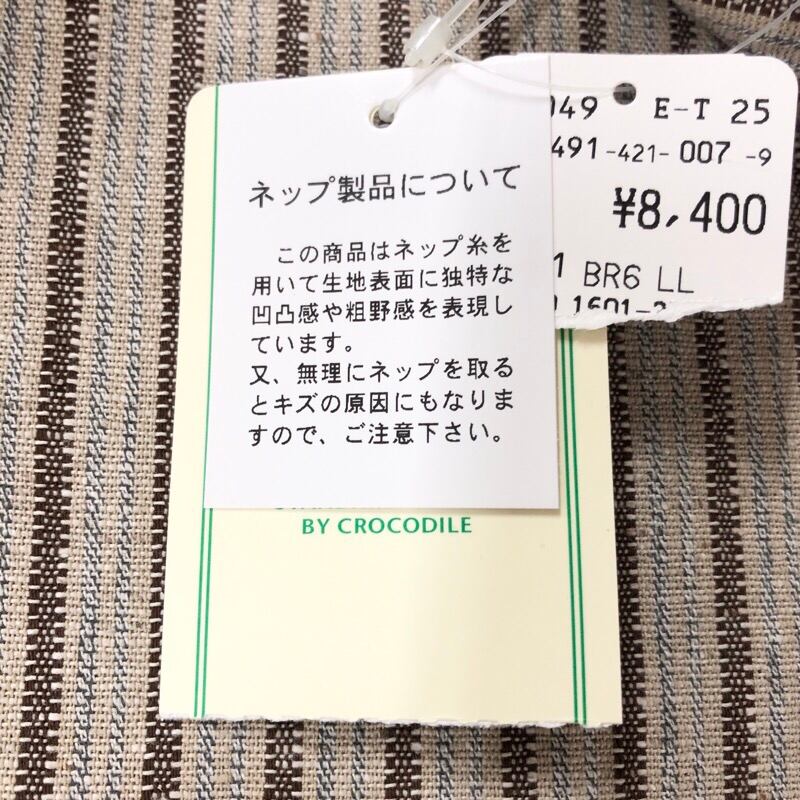 ネップ製品について
この商品はネップ糸を
用いて生地表面に独特な
凹凸感や粗野感を表現し
ています。
又、無理にネップを取る
とキズの原因にもなりま
すので、ご注意下さい。
BY CROCODILE
049 E-T 25
491-421-007-9
¥8,400
1 BR6 LL
1601-2